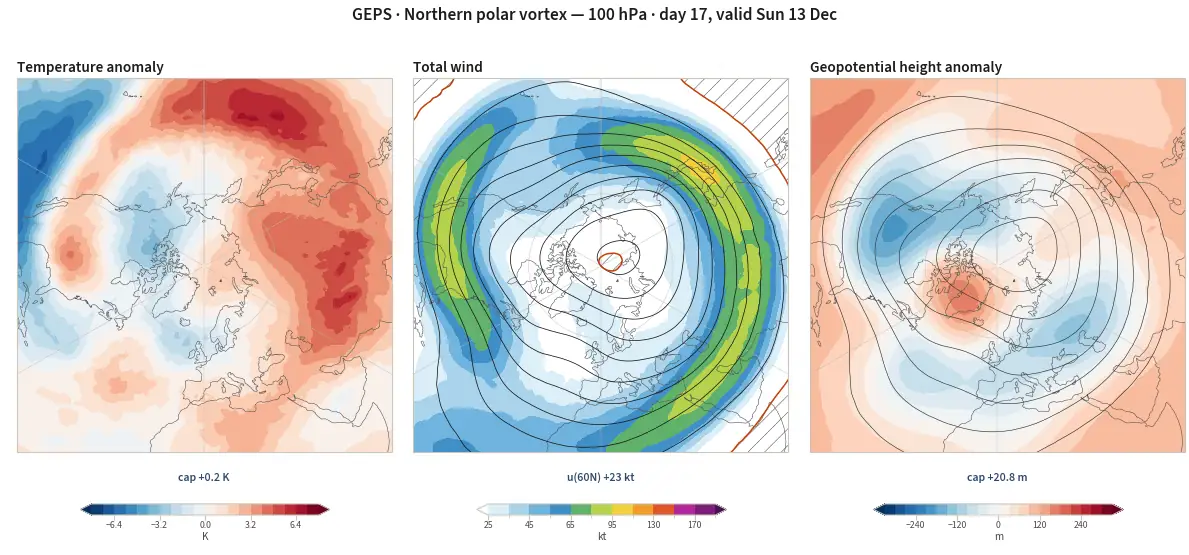 GEPS · Northern polar vortex — 100 hPa · day 17, valid Sun 13 Dec
Temperature anomaly
Total wind
Geopotential height anomaly
cap +0.2 K
u(60N) +23 kt
cap +20.8 m
−6.4 −3.2 0.0 3.2 6.4
K
25 45 65 95 130 170
kt
−240 −120 0 120 240
m